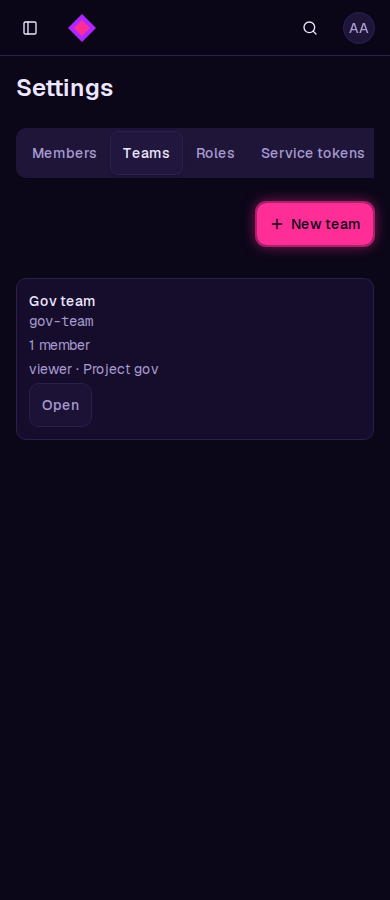 AA
Settings
Members Teams Roles Service tokens
+ New team
Gov team
gov-team
1 member
viewer · Project gov
Open